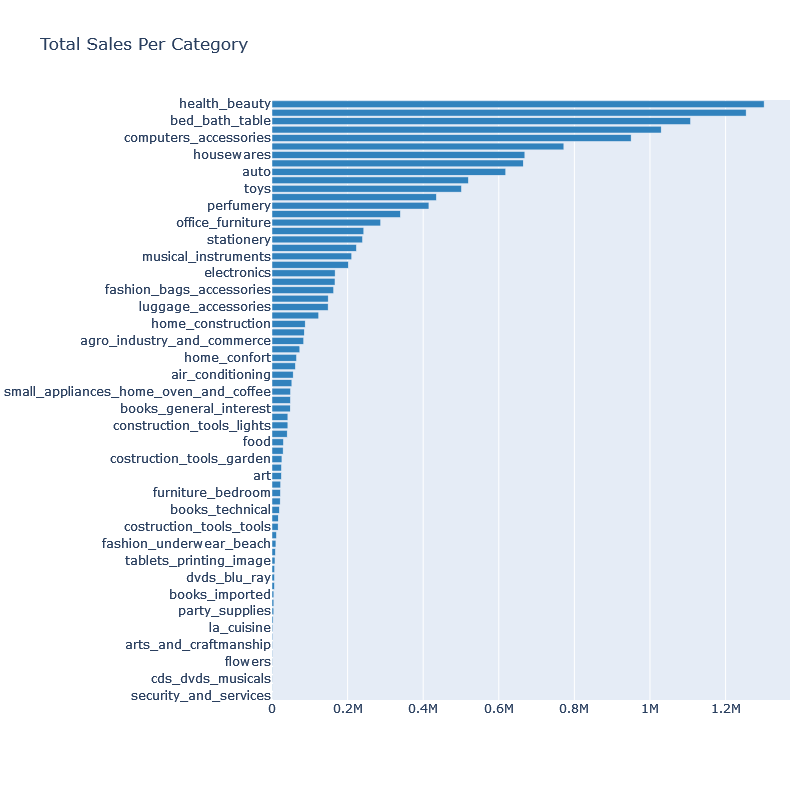 Total Sales Per Category
health_beauty
bed_bath_table
computers_accessories
housewares
auto
toys
perfumery
office_furniture
stationery
musical_instruments
electronics
fashion_bags_accessories
luggage_accessories
home_construction
agro_industry_and_commerce
home_confort
air_conditioning
small_appliances_home_oven_and_coffee
books_general_interest
construction_tools_lights
food
costruction_tools_garden
art
furniture_bedroom
books_technical
costruction_tools_tools
fashion_underwear_beach
tablets_printing_image
dvds_blu_ray
books_imported
party_supplies
la_cuisine
arts_and_craftmanship
flowers
cds_dvds_musicals
security_and_services
0 0.2M 0.4M 0.6M 0.8M 1M 1.2M